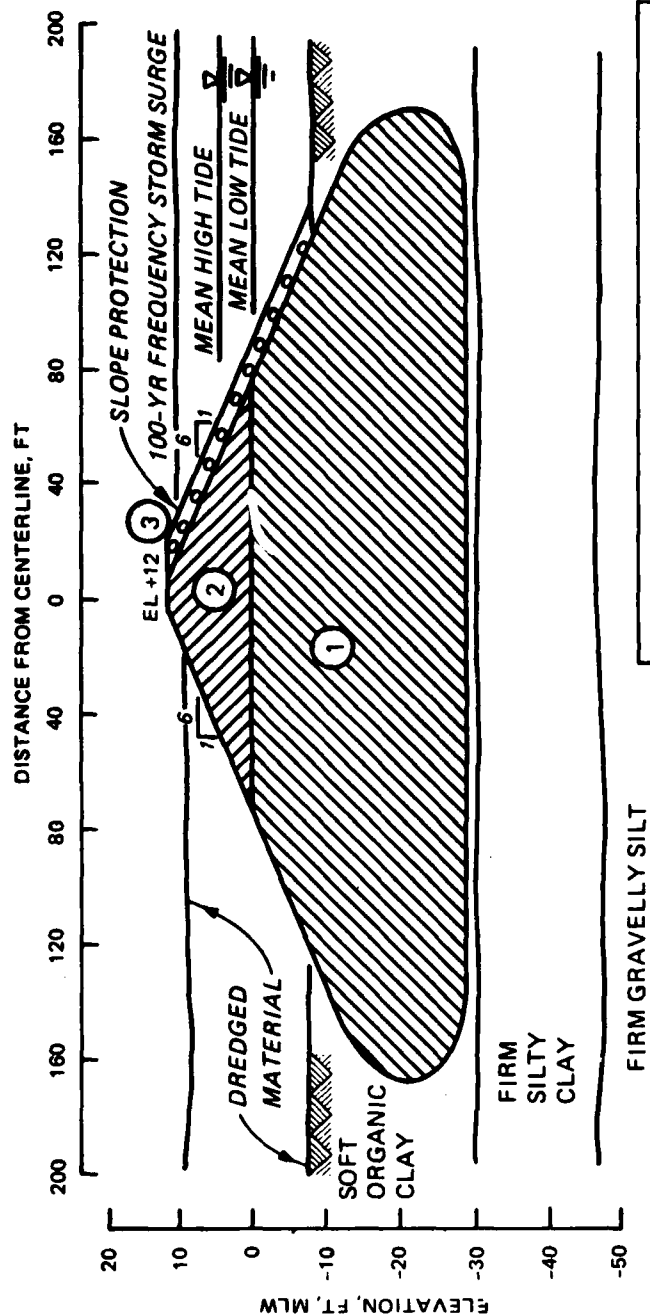 DISTANCE FROM CENTERLINE, FT
200 160 120 80 40 0 40 80 120 160 200
SLOPE PROTECTION
100-YR FREQUENCY STORM SURGE
MEAN HIGH TIDE
MEAN LOW TIDE
3
EL +12
6
1
2
6
1
1
DREDGED
MATERIAL
SOFT
ORGANIC
CLAY
FIRM
SILTY
CLAY
FIRM GRAVELLY SILT
20
10
0
-10
-20
-30
-40
-50
ELEVATION, FT, MLW